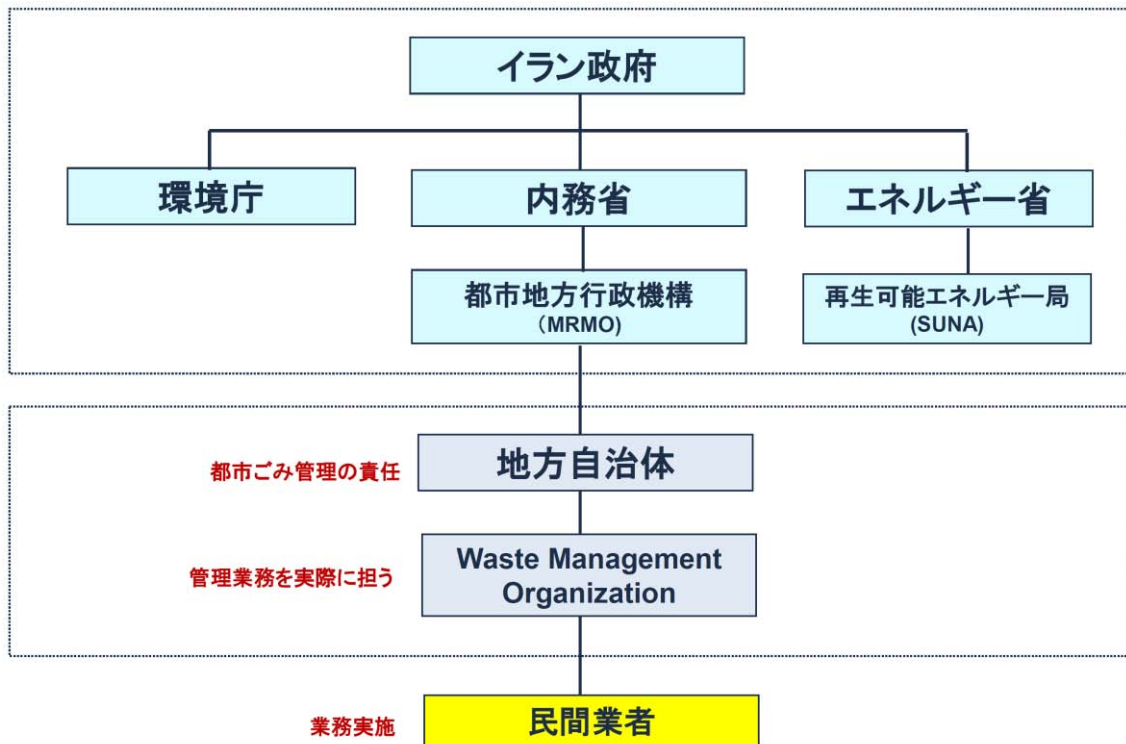 イラン政府
環境庁
内務省
エネルギー省
都市地方行政機構
（MRMO)
再生可能エネルギー局
(SUNA)
都市ごみ管理の責任
地方自治体
管理業務を実際に担う
Waste Management
Organization
業務実施
民間業者